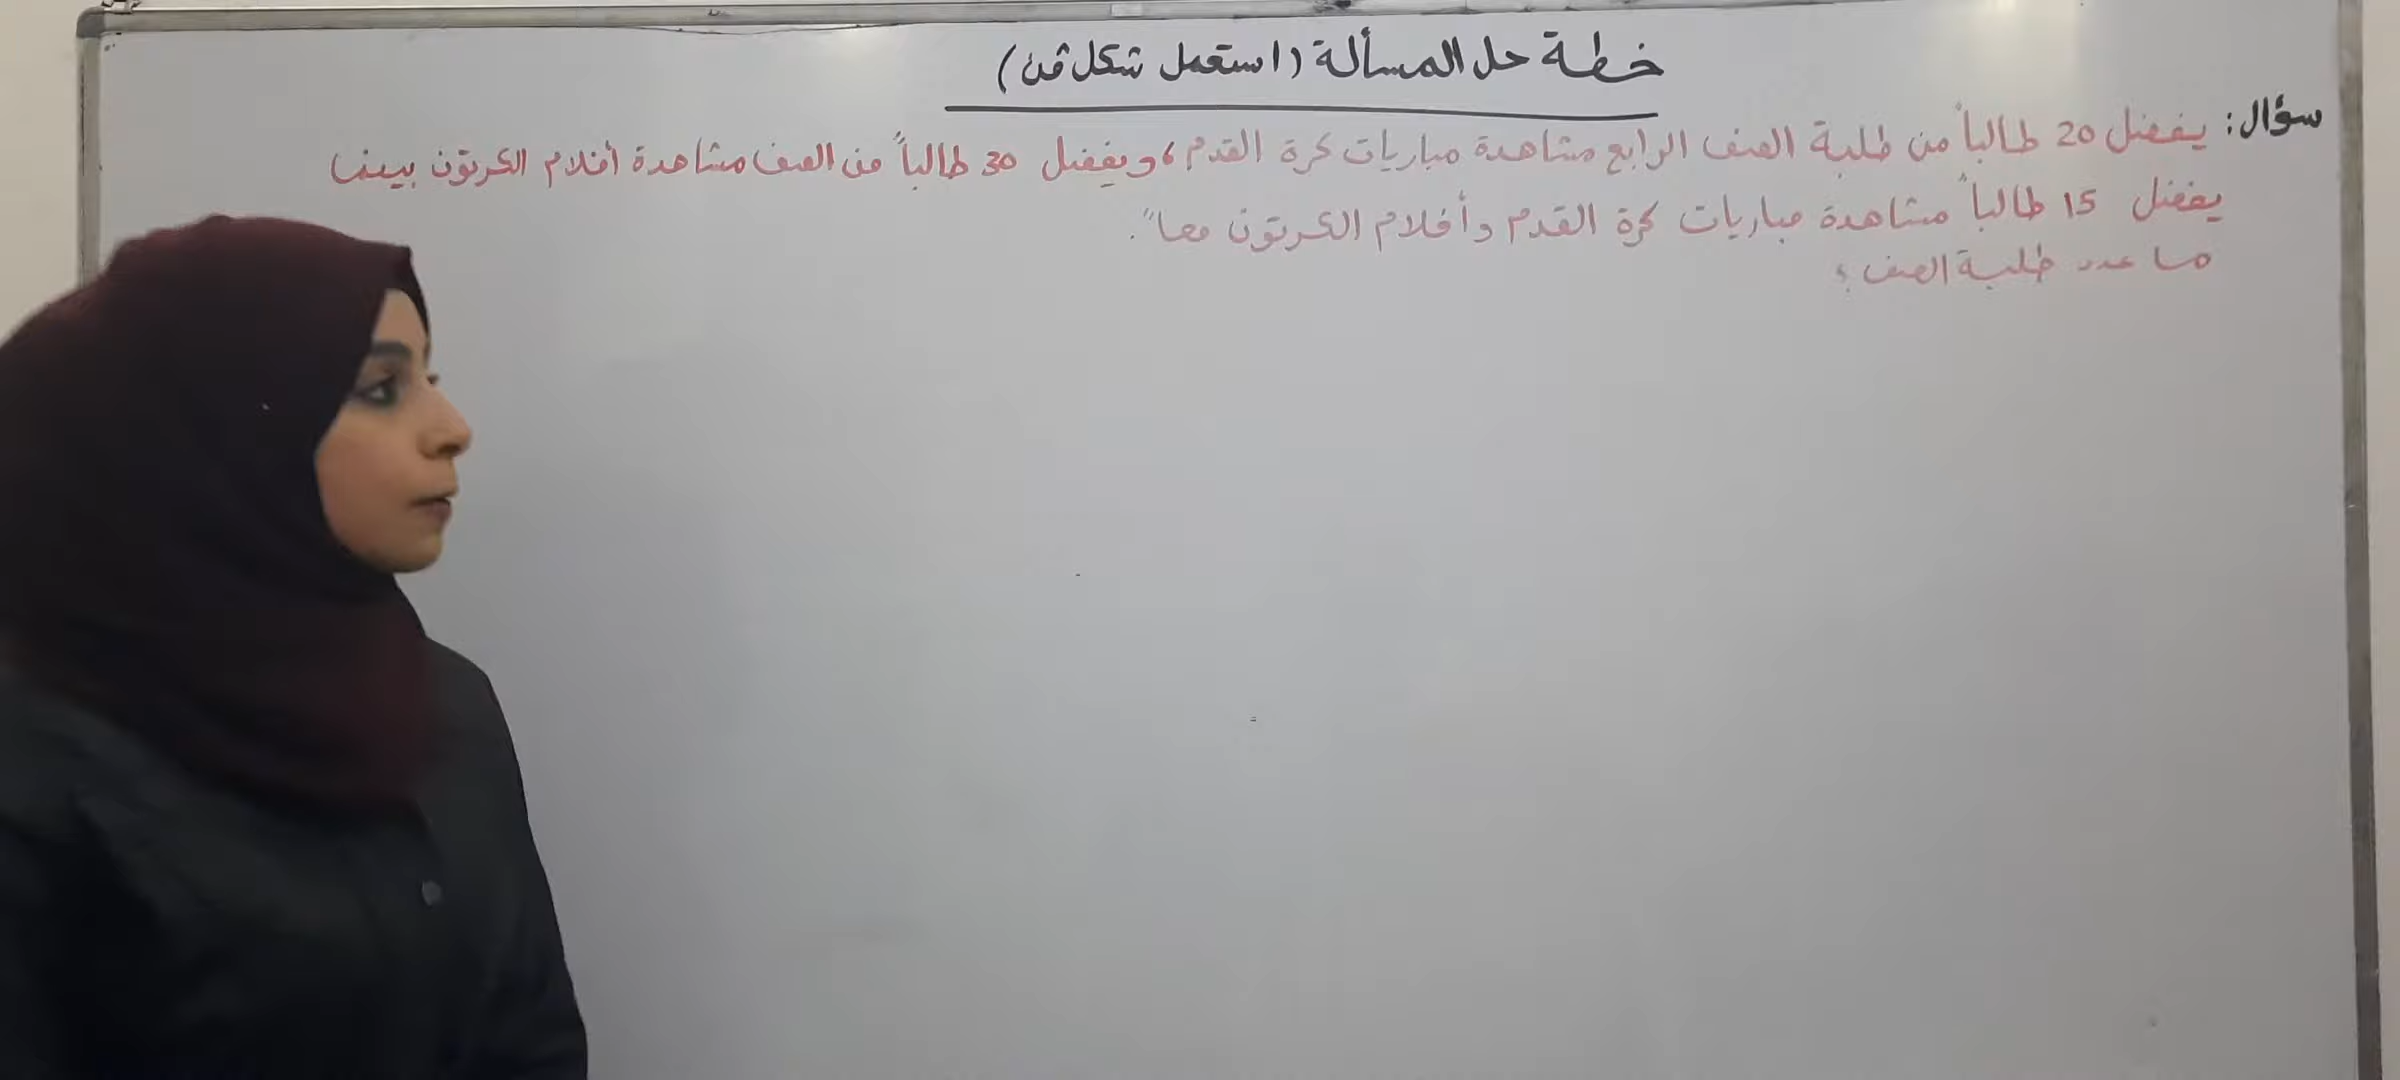 خطة حل المسألة (استعمل شكل ڤن)
سؤال: يفضل 20 طالباً من طلبة الصف الرابع مشاهدة مباريات كرة القدم، ويفضل 30 طالباً من الصف مشاهدة أفلام الكرتون بينما
يفضل 15 طالباً مشاهدة مباريات كرة القدم وأفلام الكرتون معاً.
ما عدد طلبة الصف؟